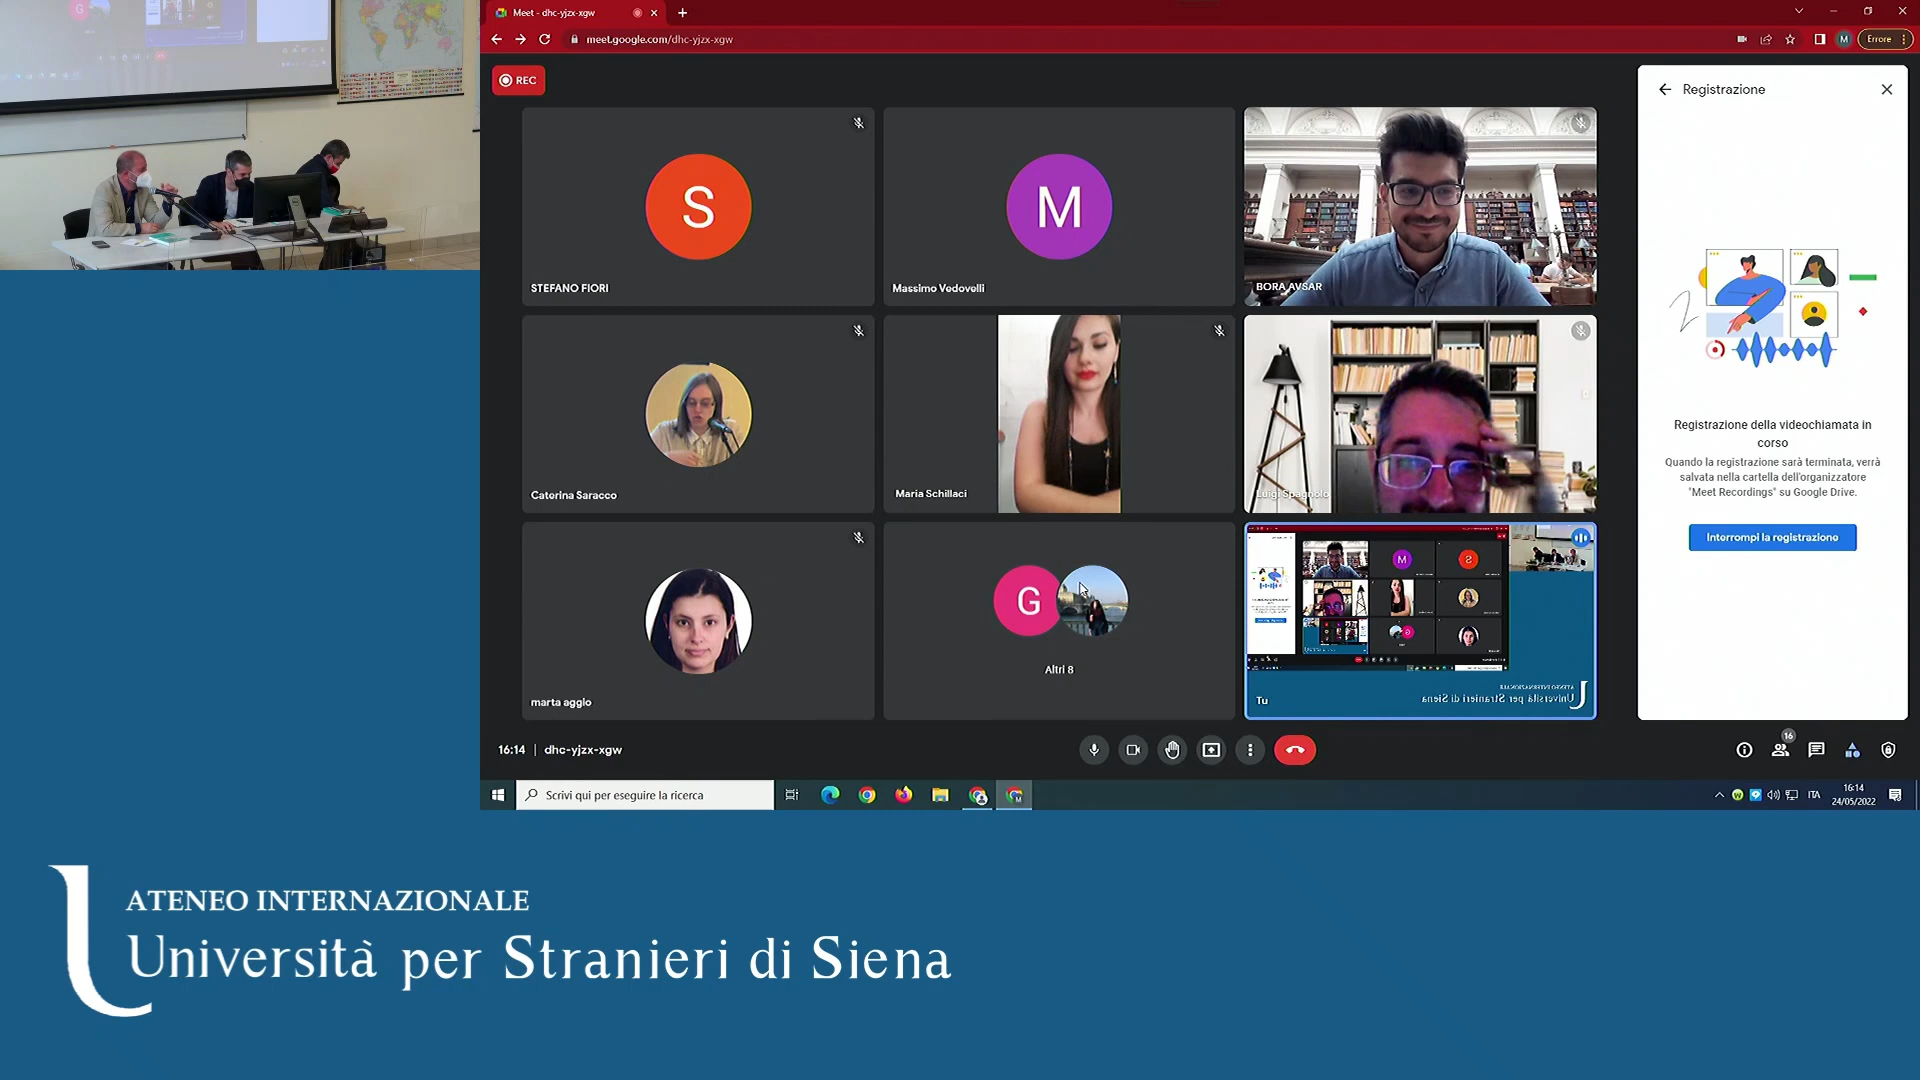 Meet - dhc-yjzx-xgw
meet.google.com/dhc-yjzx-xgw
M
Errore
REC
S
STEFANO FIORI
M
Massimo Vedovelli
BORA AVSAR
Caterina Saracco
Maria Schillaci
Luigi Spagnolo
marta aggio
G
Altri 8
Tu
Registrazione
Registrazione della videochiamata in
corso
Quando la registrazione sarà terminata, verrà
salvata nella cartella dell'organizzatore
"Meet Recordings" su Google Drive.
Interrompi la registrazione
16:14 | dhc-yjzx-xgw
16
Scrivi qui per eseguire la ricerca
ITA
16:14
24/05/2022
ATENEO INTERNAZIONALE
Università per Stranieri di Siena